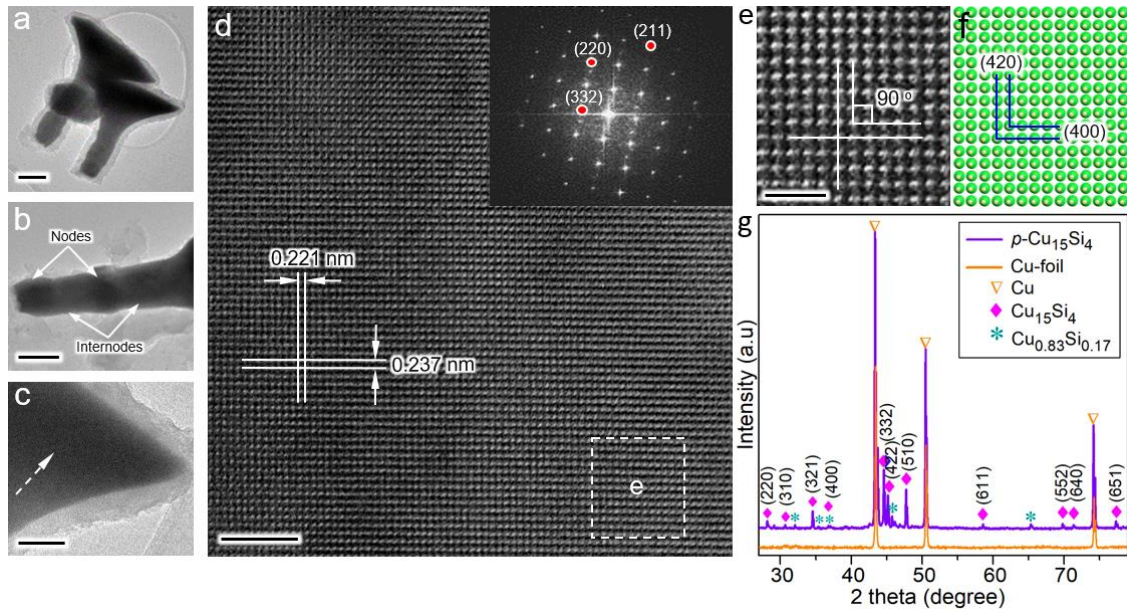 a
b
Nodes
Internodes
c
d
(211)
(220)
(332)
0.221 nm
0.237 nm
e
e
90 °
f
(420)
(400)
g
p-Cu15Si4
Cu-foil
Cu
Cu15Si4
Cu0.83Si0.17
Intensity (a.u)
(220)
(310)
(321)
(400)
(332)
(422)
(510)
(611)
(552)
(640)
(651)
30 40 50 60 70
2 theta (degree)